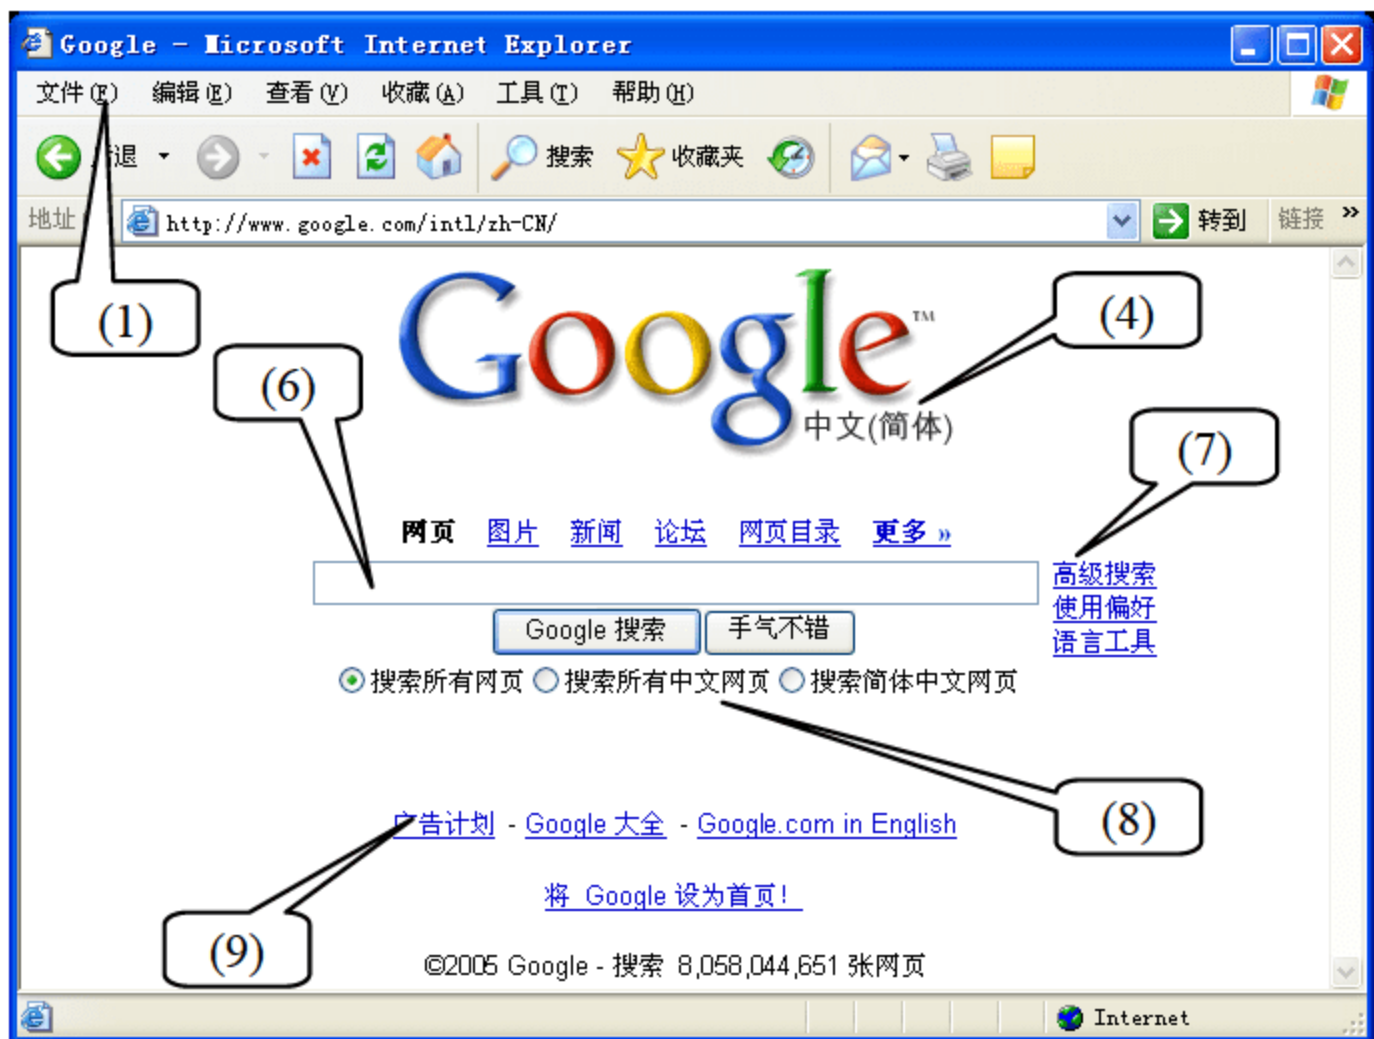 Google - Microsoft Internet Explorer
文件(F) 编辑(E) 查看(V) 收藏(A) 工具(T) 帮助(H)
退 搜索 收藏夹
地址 http://www.google.com/intl/zh-CN/ 转到 链接 »
(1)
Google™
(4)
(6)
中文(简体)
(7)
网页 图片 新闻 论坛 网页目录 更多 »
高级搜索
使用偏好
Google 搜索 手气不错
语言工具
搜索所有网页 搜索所有中文网页 搜索简体中文网页
(8)
广告计划 - Google 大全 - Google.com in English
将 Google 设为首页!
(9)
©2005 Google - 搜索 8,058,044,651 张网页
Internet